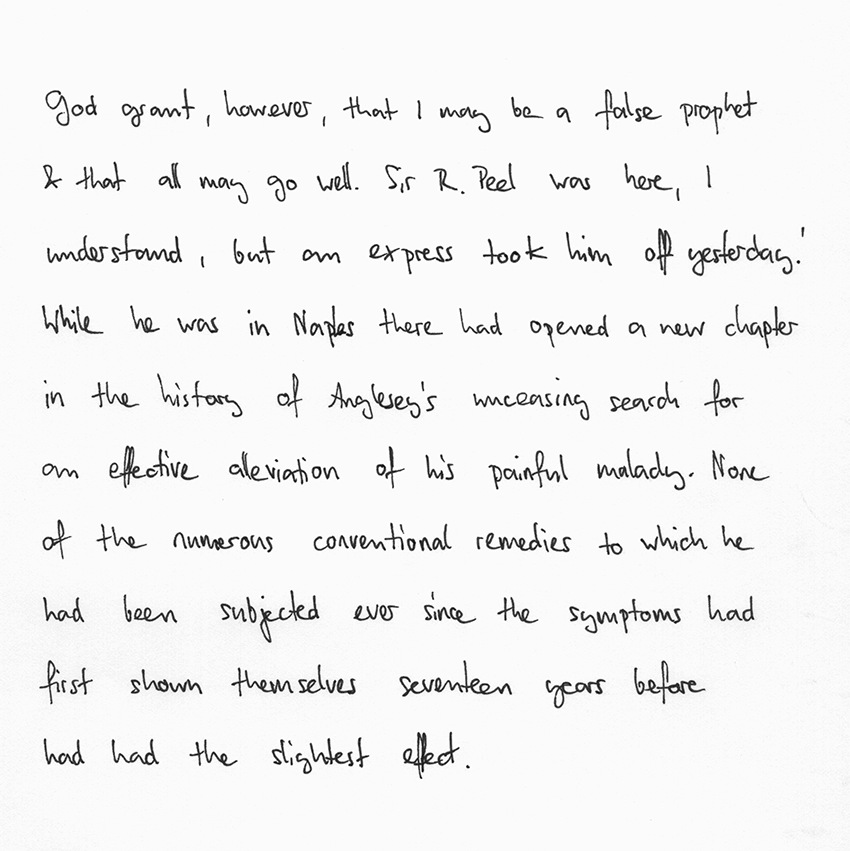 God grant, however, that I may be a false prophet
& that all may go well. Sir R. Peel was here, I
understand, but an express took him off yesterday.'
While he was in Naples there had opened a new chapter
in the history of Anglesey's unceasing search for
an effective alleviation of his painful malady. None
of the numerous conventional remedies to which he
had been subjected ever since the symptoms had
first shown themselves seventeen years before
had had the slightest effect.